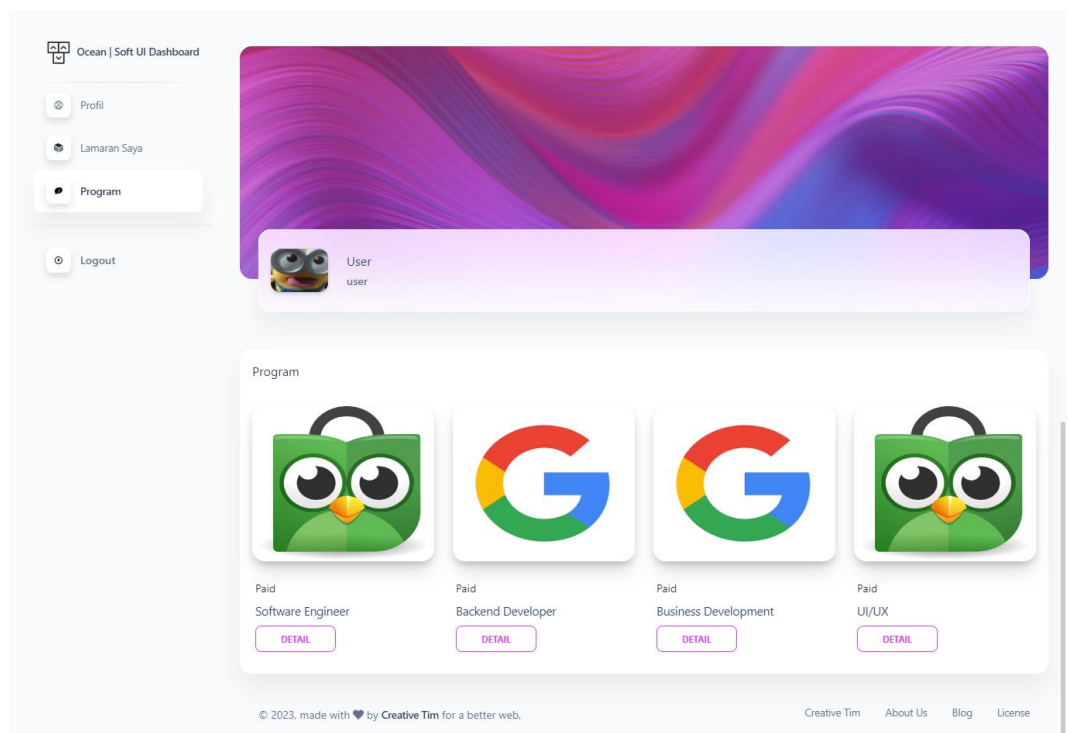 Ocean | Soft UI Dashboard
Profil
Lamaran Saya
Program
Logout
User
user
Program
Paid
Software Engineer
DETAIL
Paid
Backend Developer
DETAIL
Paid
Business Development
DETAIL
Paid
UI/UX
DETAIL
© 2023, made with ♥ by Creative Tim for a better web.
Creative Tim About Us Blog License